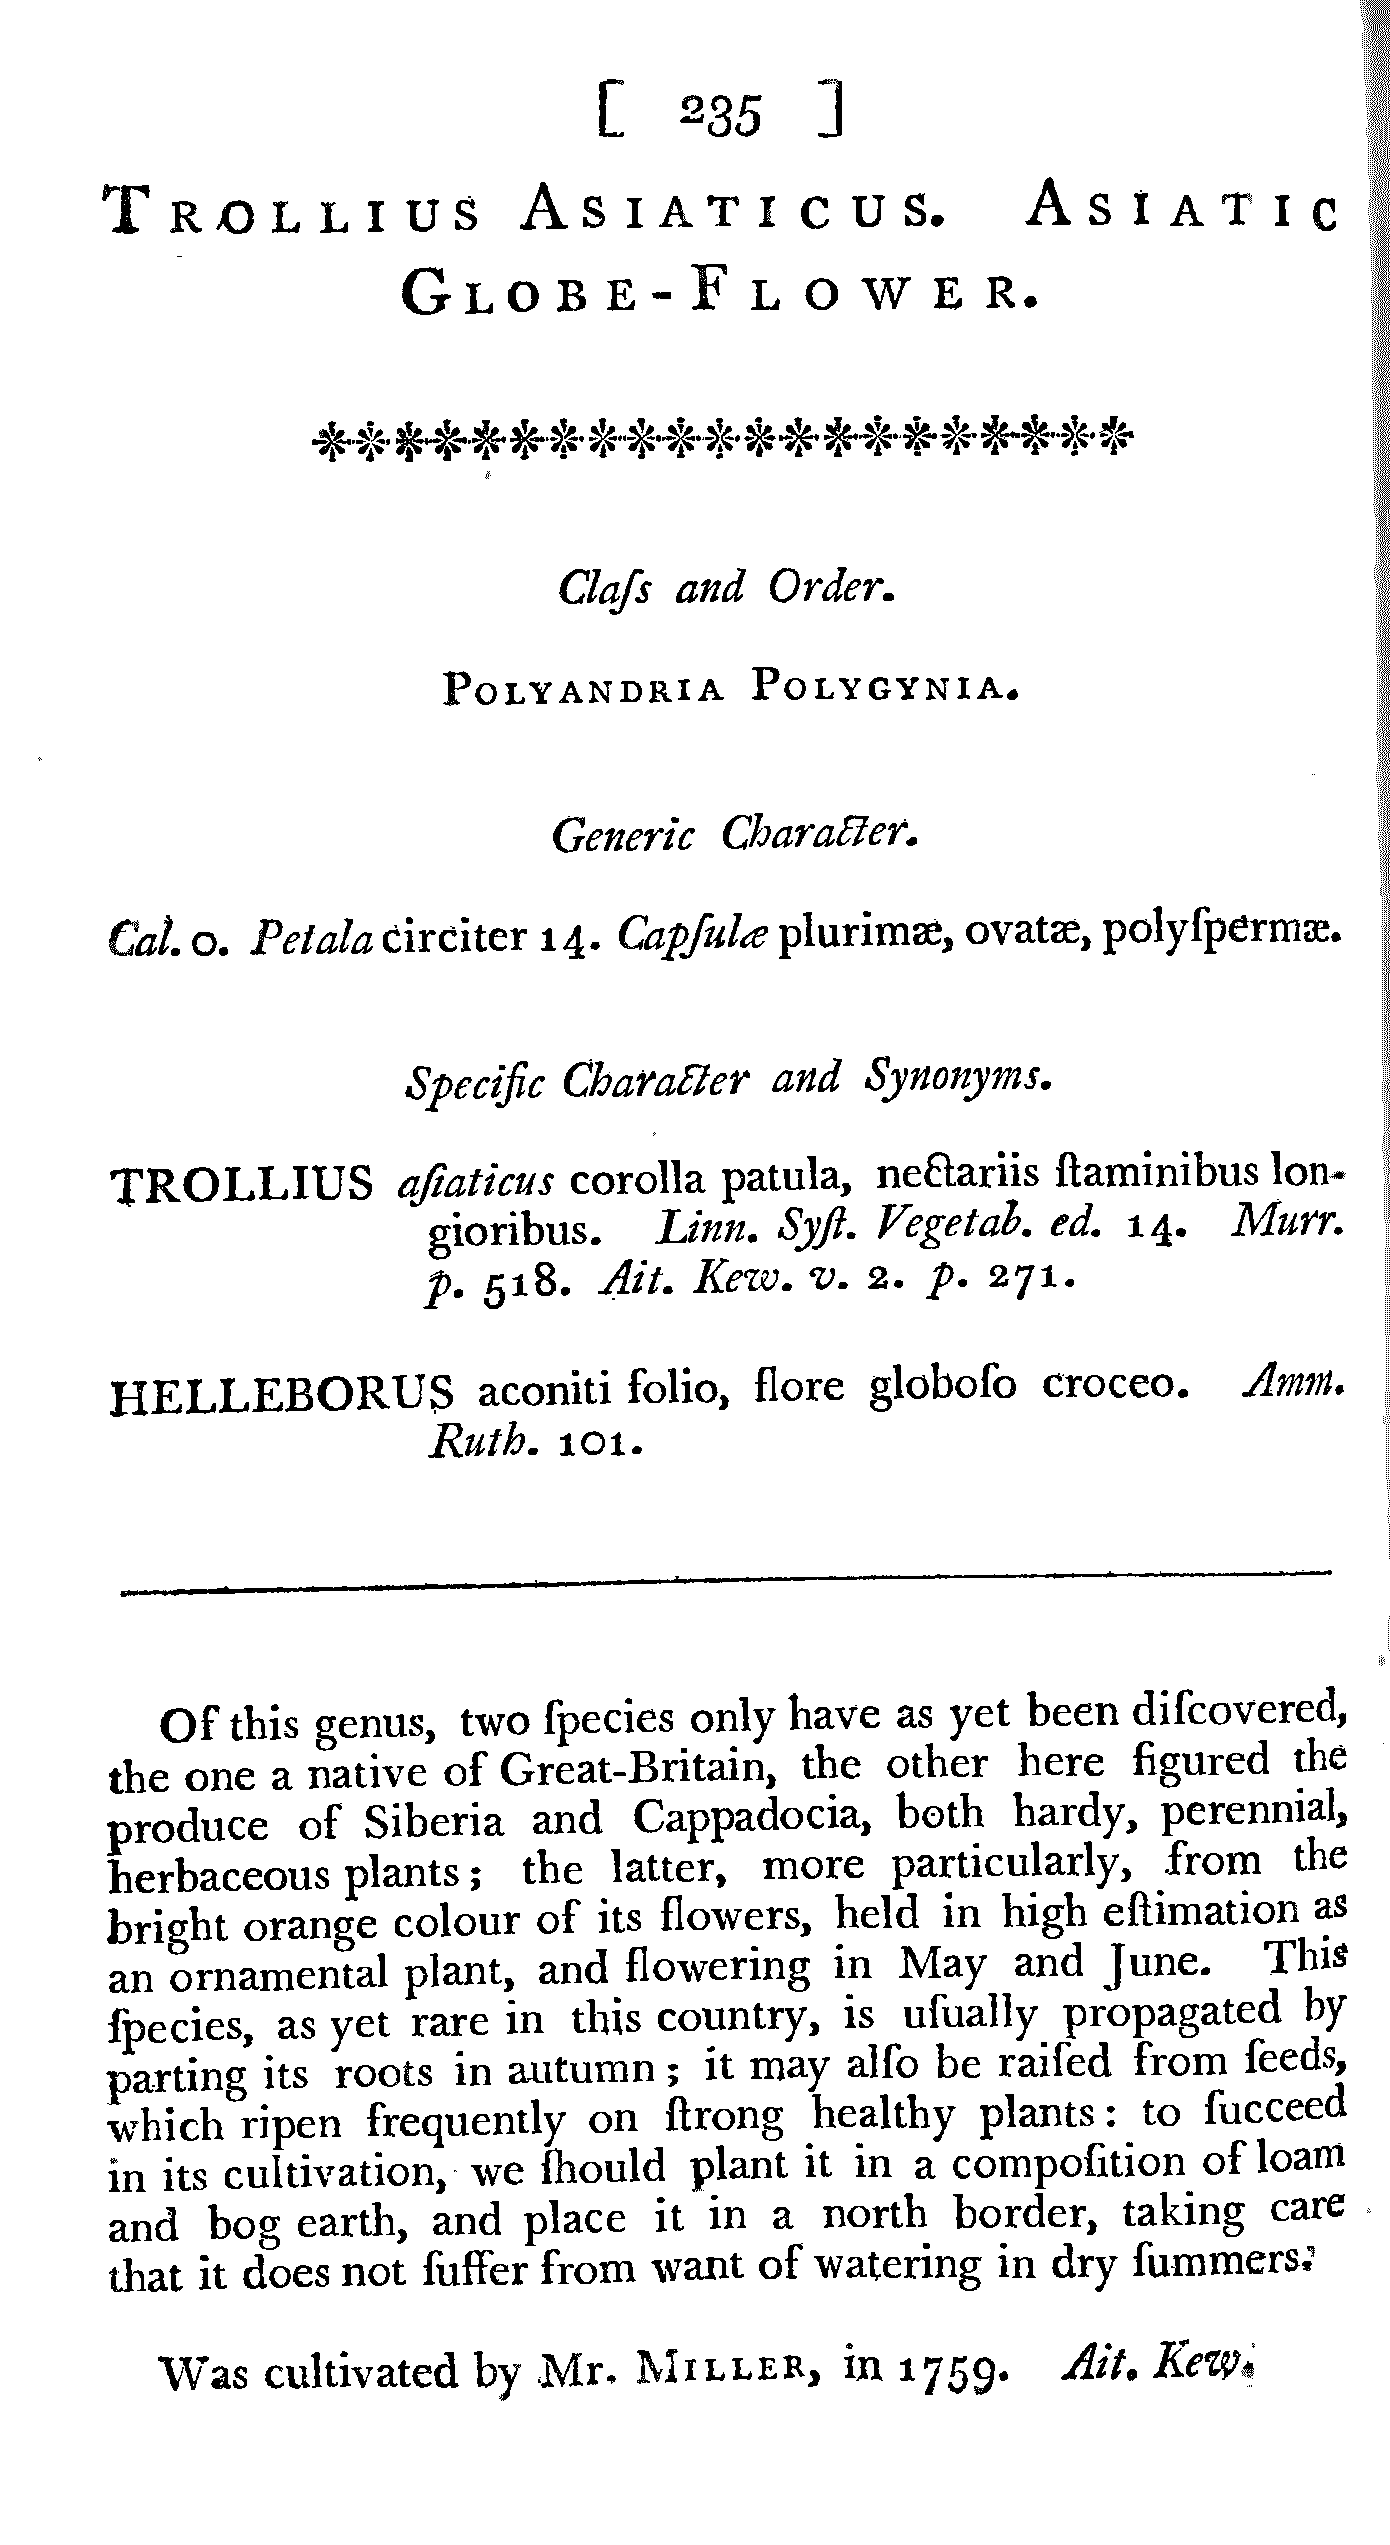 [ 235 ]
TROLLIUS ASIATICUS. ASIATIC
GLOBE-FLOWER.
Claſs and Order.
POLYANDRIA POLYGYNIA.
Generic Character.
Cal. 0. Petala circiter 14. Capſulæ plurimæ, ovatæ, polyſpermæ.
Specific Character and Synonyms.
TROLLIUS aſiaticus corolla patula, nectariis ſtaminibus lon-
gioribus. Linn. Syſt. Vegetab. ed. 14. Murr.
p. 518. Ait. Kew. v. 2. p. 271.
HELLEBORUS aconiti folio, flore globoſo croceo. Amm.
Ruth. 101.
Of this genus, two ſpecies only have as yet been diſcovered,
the one a native of Great-Britain, the other here figured the
produce of Siberia and Cappadocia, both hardy, perennial,
herbaceous plants; the latter, more particularly, from the
bright orange colour of its flowers, held in high eſtimation as
an ornamental plant, and flowering in May and June. This
ſpecies, as yet rare in this country, is uſually propagated by
parting its roots in autumn; it may alſo be raiſed from ſeeds,
which ripen frequently on ſtrong healthy plants: to ſucceed
in its cultivation, we ſhould plant it in a compoſition of loam
and bog earth, and place it in a north border, taking care
that it does not ſuffer from want of watering in dry ſummers.
Was cultivated by Mr. MILLER, in 1759. Ait. Kew.